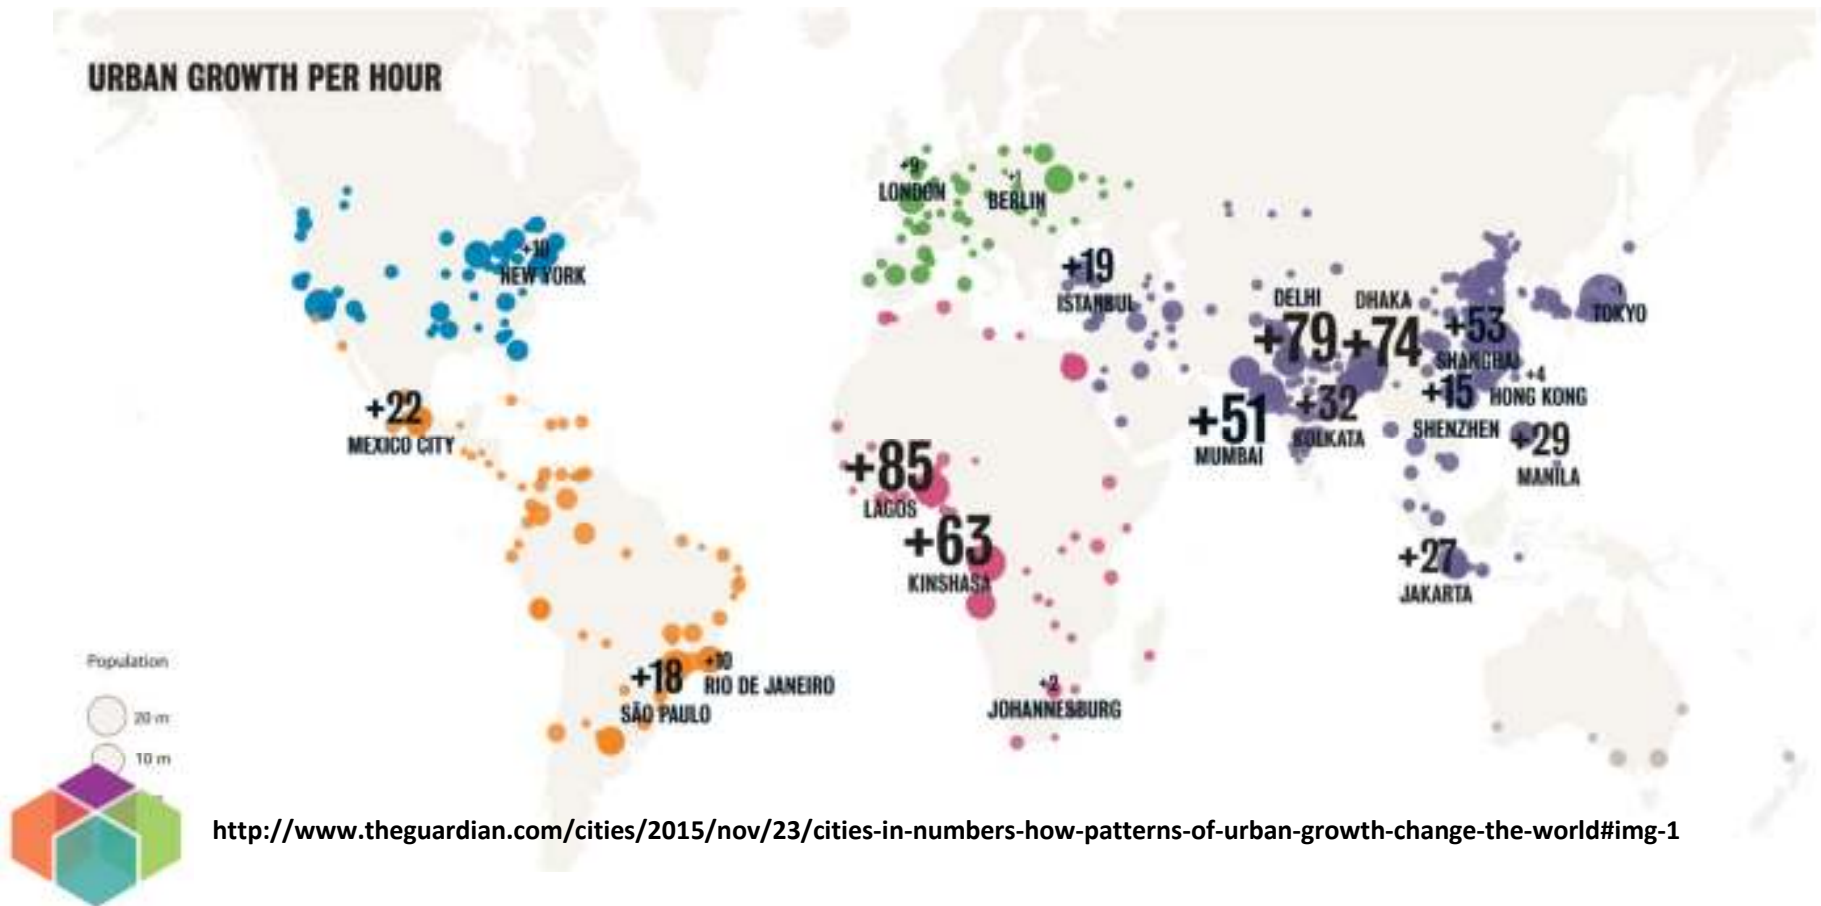 URBAN GROWTH PER HOUR
+9
LONDON
+1
BERLIN
+10
NEW YORK
+19
ISTANBUL
DELHI
+79
DHAKA
+74
+53
SHANGHAI
TOKYO
+4
HONG KONG
+15
SHENZHEN
+22
MEXICO CITY
+51
MUMBAI
+32
KOLKATA
+29
MANILA
+85
LAGOS
+63
KINSHASA
+27
JAKARTA
+18
SÃO PAULO
+10
RIO DE JANEIRO
+2
JOHANNESBURG
Population
20 m
10 m
http://www.theguardian.com/cities/2015/nov/23/cities-in-numbers-how-patterns-of-urban-growth-change-the-world#img-1